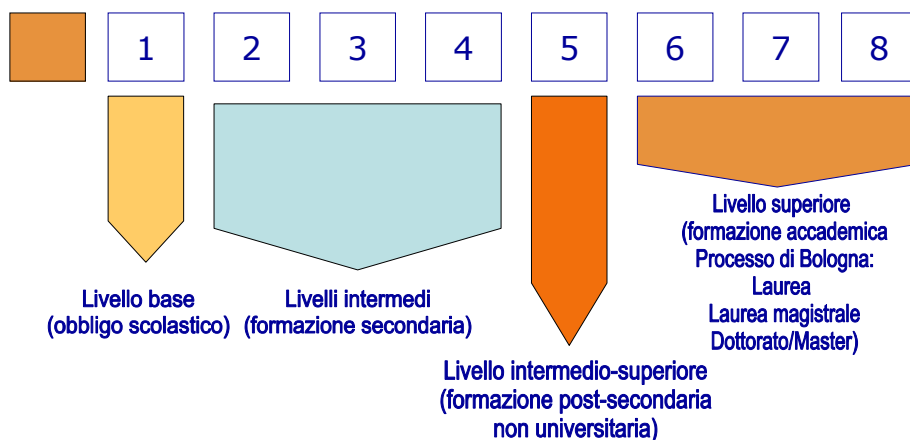 1 2 3 4 5 6 7 8
Livello base
(obbligo scolastico)
Livelli intermedi
(formazione secondaria)
Livello intermedio-superiore
(formazione post-secondaria
non universitaria)
Livello superiore
(formazione accademica
Processo di Bologna:
Laurea
Laurea magistrale
Dottorato/Master)